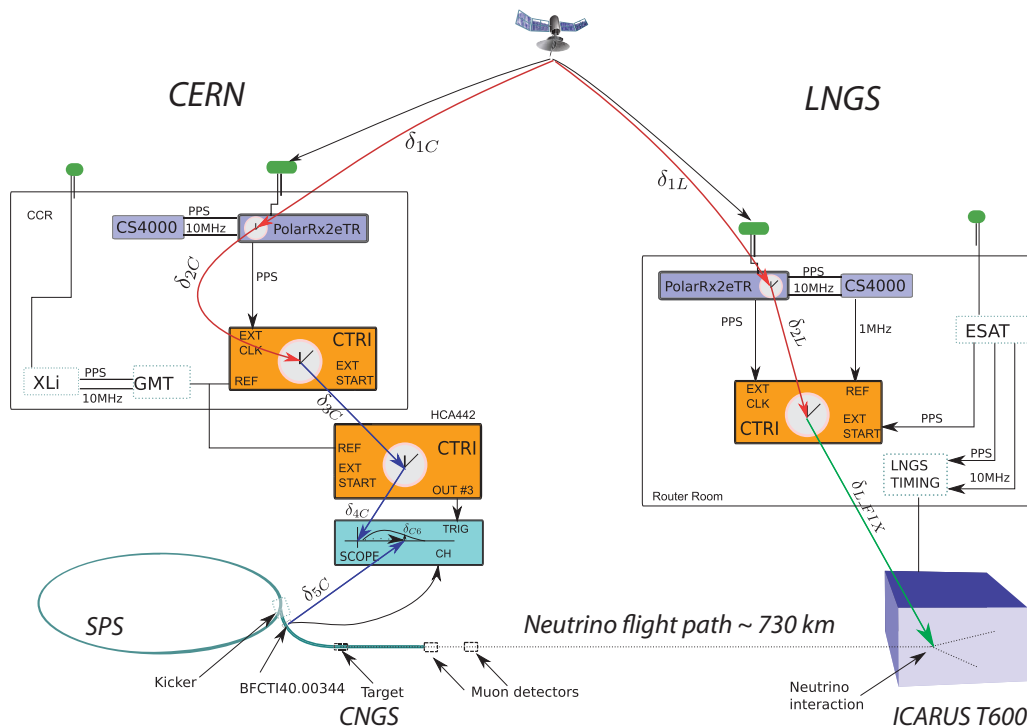 CERN
LNGS
δ1C
δ1L
CCR
CS4000
PPS
10MHz
PolarRx2eTR
δ2C
PPS
EXT
CLK
CTRI
EXT
START
REF
XLi
PPS
10MHz
GMT
δ3C
HCA442
REF
CTRI
EXT
START
OUT #3
δ4C
δC6
TRIG
SCOPE
CH
δ5C
PolarRx2eTR
PPS
10MHz
CS4000
PPS
δ2L
1MHz
ESAT
EXT
CLK
REF
CTRI
EXT
START
PPS
PPS
LNGS
TIMING
10MHz
Router Room
δL_FIX
SPS
Neutrino flight path ~ 730 km
Kicker
BFCTI40.00344
Target
Muon detectors
CNGS
Neutrino
interaction
ICARUS T600